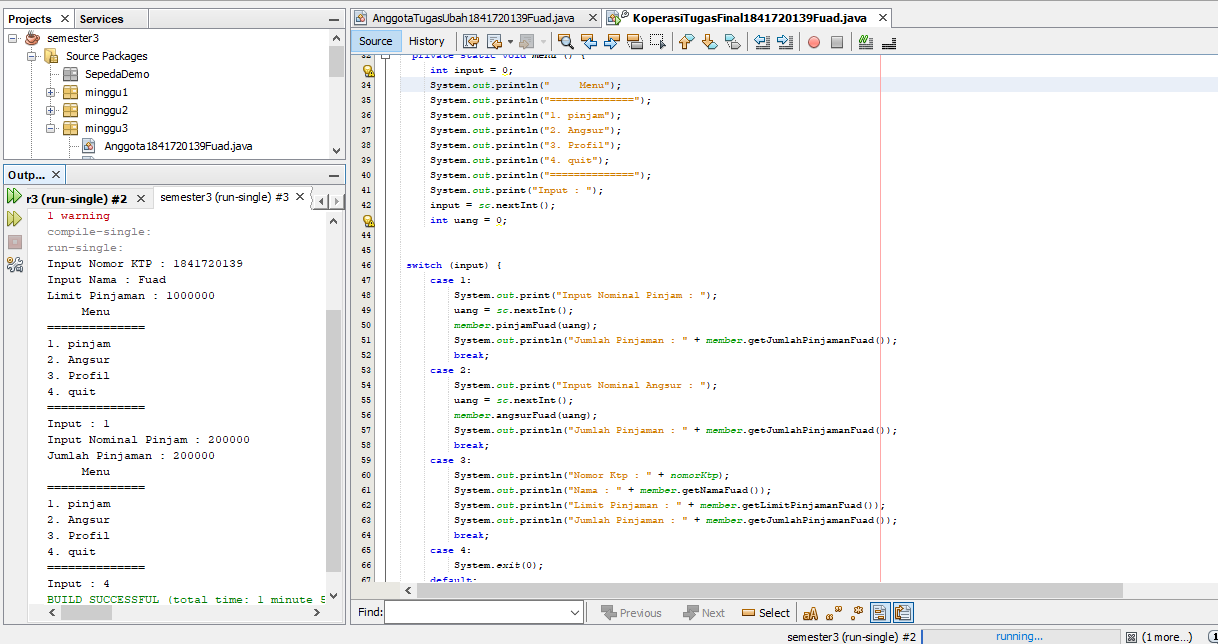 Projects
Services
semester3
Source Packages
SepedaDemo
minggu1
minggu2
minggu3
Anggota1841720139Fuad.java
Outp...
r3 (run-single) #2
semester3 (run-single) #3
1 warning
compile-single:
run-single:
Input Nomor KTP : 1841720139
Input Nama : Fuad
Limit Pinjaman : 1000000
Menu
==============
1. pinjam
2. Angsur
3. Profil
4. quit
==============
Input : 1
Input Nominal Pinjam : 200000
Jumlah Pinjaman : 200000
Menu
==============
1. pinjam
2. Angsur
3. Profil
4. quit
==============
Input : 4
BUILD SUCCESSFUL (total time: 1 minute 5
AnggotaTugasUbah1841720139Fuad.java
KoperasiTugasFinal1841720139Fuad.java
Source
History
32 private static void menu () {
int input = 0;
34 System.out.println("     Menu");
35 System.out.println("==============");
36 System.out.println("1. pinjam");
37 System.out.println("2. Angsur");
38 System.out.println("3. Profil");
39 System.out.println("4. quit");
40 System.out.println("==============");
41 System.out.print("Input : ");
42 input = sc.nextInt();
int uang = 0;
44
45
46 switch (input) {
47 case 1:
48 System.out.print("Input Nominal Pinjam : ");
49 uang = sc.nextInt();
50 member.pinjamFuad(uang);
51 System.out.println("Jumlah Pinjaman : " + member.getJumlahPinjamanFuad());
52 break;
53 case 2:
54 System.out.print("Input Nominal Angsur : ");
55 uang = sc.nextInt();
56 member.angsurFuad(uang);
57 System.out.println("Jumlah Pinjaman : " + member.getJumlahPinjamanFuad());
58 break;
59 case 3:
60 System.out.println("Nomor Ktp : " + nomorKtp);
61 System.out.println("Nama : " + member.getNamaFuad());
62 System.out.println("Limit Pinjaman : " + member.getLimitPinjamanFuad());
63 System.out.println("Jumlah Pinjaman : " + member.getJumlahPinjamanFuad());
64 break;
65 case 4:
66 System.exit(0);
67 default:
Find:
Previous
Next
Select
semester3 (run-single) #2
running...
(1 more...)